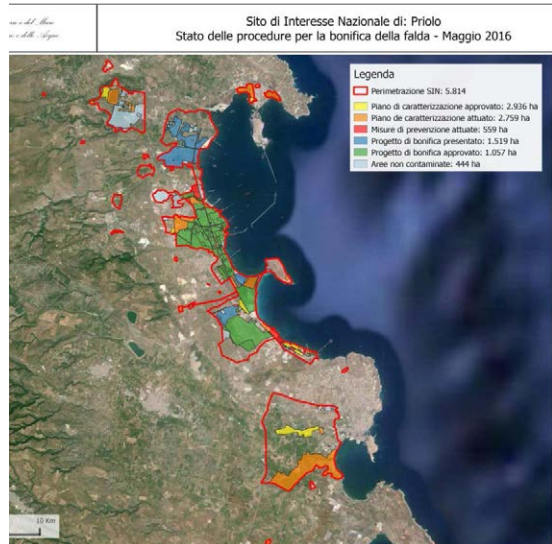 Sito di Interesse Nazionale di: Priolo
Stato delle procedure per la bonifica della falda - Maggio 2016
Legenda
Perimetrazione SIN: 5.814
Piano di caratterizzazione approvato: 2.936 ha
Piano de caratterizzazione attuato: 2.759 ha
Misure di prevenzione attuate: 559 ha
Progetto di bonifica presentato: 1.519 ha
Progetto di bonifica approvato: 1.057 ha
Aree non contaminate: 444 ha
10 Km